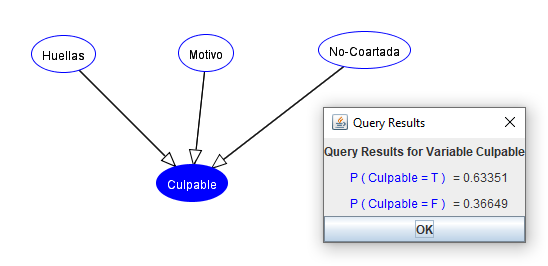 Huellas
Motivo
No-Coartada
Culpable
Query Results
Query Results for Variable Culpable
P ( Culpable = T ) = 0.63351
P ( Culpable = F ) = 0.36649
OK